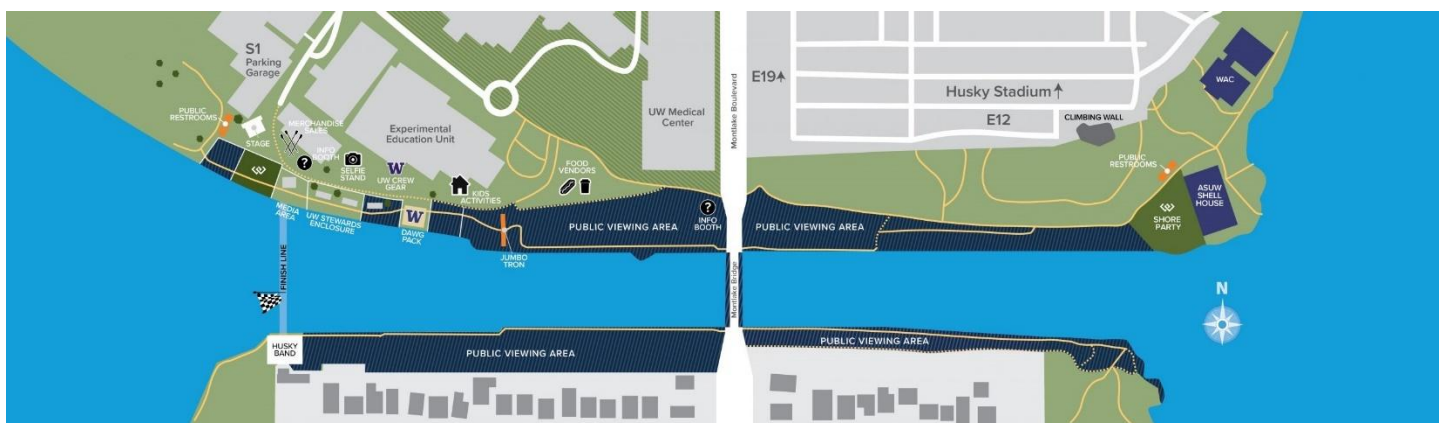 S1
Parking
Garage
PUBLIC
RESTROOMS
STAGE
MERCHANDISE
SALES
INFO
BOOTH
?
SELFIE
STAND
Experimental
Education Unit
W
UW CREW
GEAR
KIDS
ACTIVITIES
FOOD
VENDORS
UW Medical
Center
MEDIA
AREA
UW STEWARDS
ENCLOSURE
W
DAWG
PACK
JUMBO
TRON
PUBLIC VIEWING AREA
?
INFO
BOOTH
FINISH LINE
HUSKY
BAND
PUBLIC VIEWING AREA
Montlake Boulevard
Montlake Bridge
E19
Husky Stadium
E12
CLIMBING WALL
WAC
PUBLIC
RESTROOMS
ASUW
SHELL
HOUSE
SHORE
PARTY
PUBLIC VIEWING AREA
PUBLIC VIEWING AREA
N